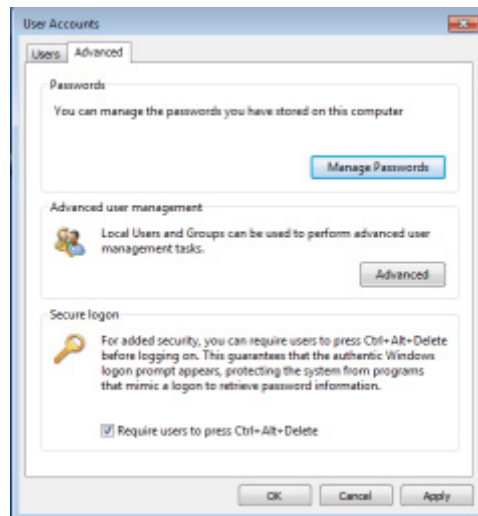 User Accounts
Users Advanced
Passwords
You can manage the passwords you have stored on this computer
Manage Passwords
Advanced user management
Local Users and Groups can be used to perform advanced user
management tasks.
Advanced
Secure logon
For added security, you can require users to press Ctrl+Alt+Delete
before logging on. This guarantees that the authentic Windows
logon prompt appears, protecting the system from programs
that mimic a logon to retrieve password information.
Require users to press Ctrl+Alt+Delete
OK Cancel Apply